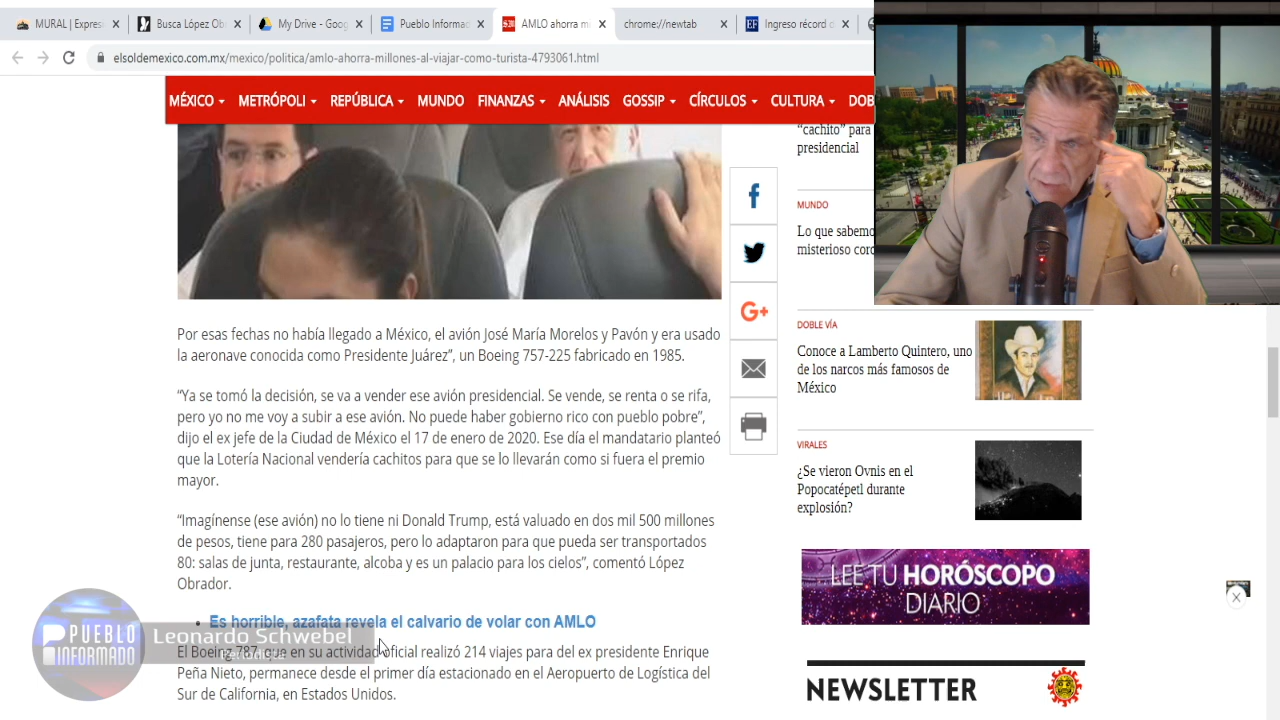 MURAL | Expres
Busca López Ob
My Drive - Goog
Pueblo Informad
AMLO ahorra mi
chrome://newtab
Ingreso récord d
elsoldemexico.com.mx/mexico/politica/amlo-ahorra-millones-al-viajar-como-turista-4793061.html
MÉXICO METRÓPOLI REPÚBLICA MUNDO FINANZAS ANÁLISIS GOSSIP CÍRCULOS CULTURA DOB
Por esas fechas no había llegado a México, el avión José María Morelos y Pavón y era usado
la aeronave conocida como Presidente Juárez”, un Boeing 757-225 fabricado en 1985.
“Ya se tomó la decisión, se va a vender ese avión presidencial. Se vende, se renta o se rifa,
pero yo no me voy a subir a ese avión. No puede haber gobierno rico con pueblo pobre”,
dijo el ex jefe de la Ciudad de México el 17 de enero de 2020. Ese día el mandatario planteó
que la Lotería Nacional vendería cachitos para que se lo llevarán como si fuera el premio
mayor.
“Imagínense (ese avión) no lo tiene ni Donald Trump, está valuado en dos mil 500 millones
de pesos, tiene para 280 pasajeros, pero lo adaptaron para que pueda ser transportados
80: salas de junta, restaurante, alcoba y es un palacio para los cielos”, comentó López
Obrador.
Es horrible, azafata revela el calvario de volar con AMLO
El Boeing 787, que en su actividad oficial realizó 214 viajes para del ex presidente Enrique
Peña Nieto, permanece desde el primer día estacionado en el Aeropuerto de Logística del
Sur de California, en Estados Unidos.
G+
“cachito” para
presidencial
MUNDO
Lo que sabemo
misterioso coro
DOBLE VÍA
Conoce a Lamberto Quintero, uno
de los narcos más famosos de
México
VIRALES
¿Se vieron Ovnis en el
Popocatépetl durante
explosión?
LEE TU HORÓSCOPO
DIARIO
NEWSLETTER
PUEBLO
INFORMADO
Leonardo Schwebel
Periodista